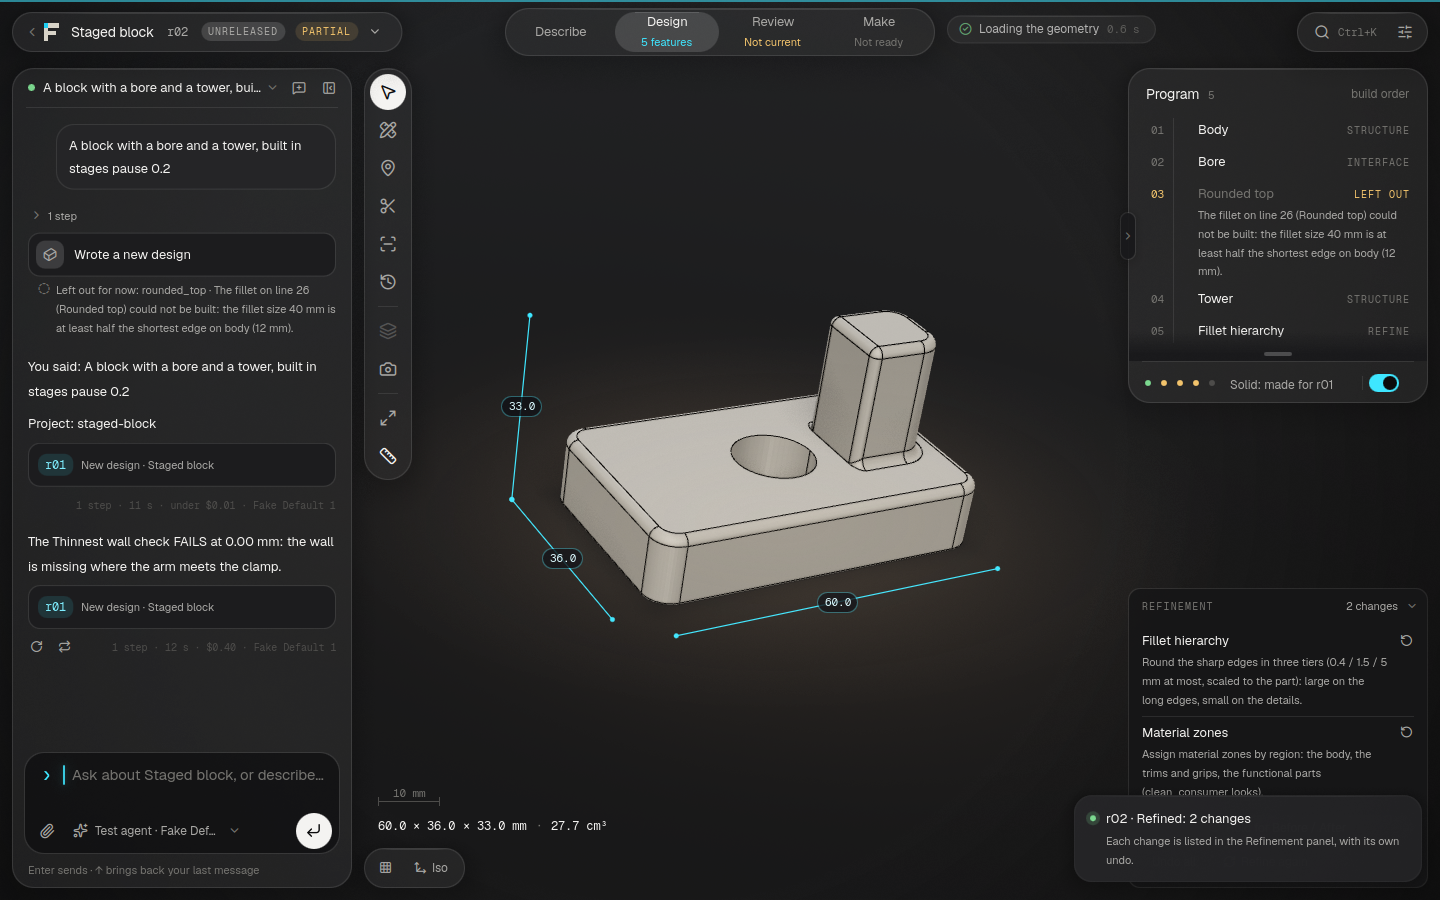 Staged block r02 UNRELEASED PARTIAL
Describe
Design
5 features
Review
Not current
Make
Not ready
Loading the geometry 0.6 s
Ctrl+K
A block with a bore and a tower, bui...
A block with a bore and a tower, built in
stages pause 0.2
1 step
Wrote a new design
Left out for now: rounded_top · The fillet on line 26
(Rounded top) could not be built: the fillet size 40 mm is
at least half the shortest edge on body (12 mm).
You said: A block with a bore and a tower, built in
stages pause 0.2
Project: staged-block
r01 New design · Staged block
1 step · 11 s · under $0.01 · Fake Default 1
The Thinnest wall check FAILS at 0.00 mm: the wall
is missing where the arm meets the clamp.
r01 New design · Staged block
1 step · 12 s · $0.40 · Fake Default 1
Ask about Staged block, or describe...
Test agent · Fake Def...
Enter sends · ↑ brings back your last message
33.0
36.0
60.0
10 mm
60.0 × 36.0 × 33.0 mm · 27.7 cm³
Iso
Program 5 build order
01 Body STRUCTURE
02 Bore INTERFACE
03 Rounded top LEFT OUT
The fillet on line 26 (Rounded top) could
not be built: the fillet size 40 mm is at
least half the shortest edge on body (12
mm).
04 Tower STRUCTURE
05 Fillet hierarchy REFINE
Solid: made for r01
REFINEMENT 2 changes
Fillet hierarchy
Round the sharp edges in three tiers (0.4 / 1.5 / 5
mm at most, scaled to the part): large on the
long edges, small on the details.
Material zones
Assign material zones by region: the body, the
trims and grips, the functional parts
(clean_consumer looks).
r02 · Refined: 2 changes
Each change is listed in the Refinement panel, with its own
undo.